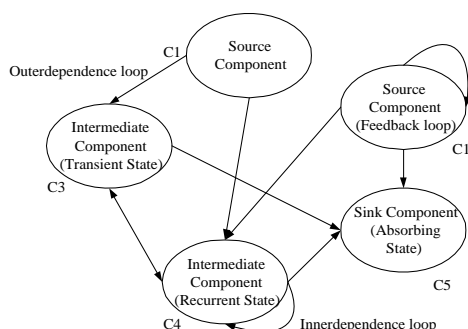 C1
Source
Component
Outerdependence loop
Source
Component
(Feedback loop)
C1
Intermediate
Component
(Transient State)
C3
Sink Component
(Absorbing
State)
C5
Intermediate
Component
(Recurrent State)
C4
Innerdependence loop